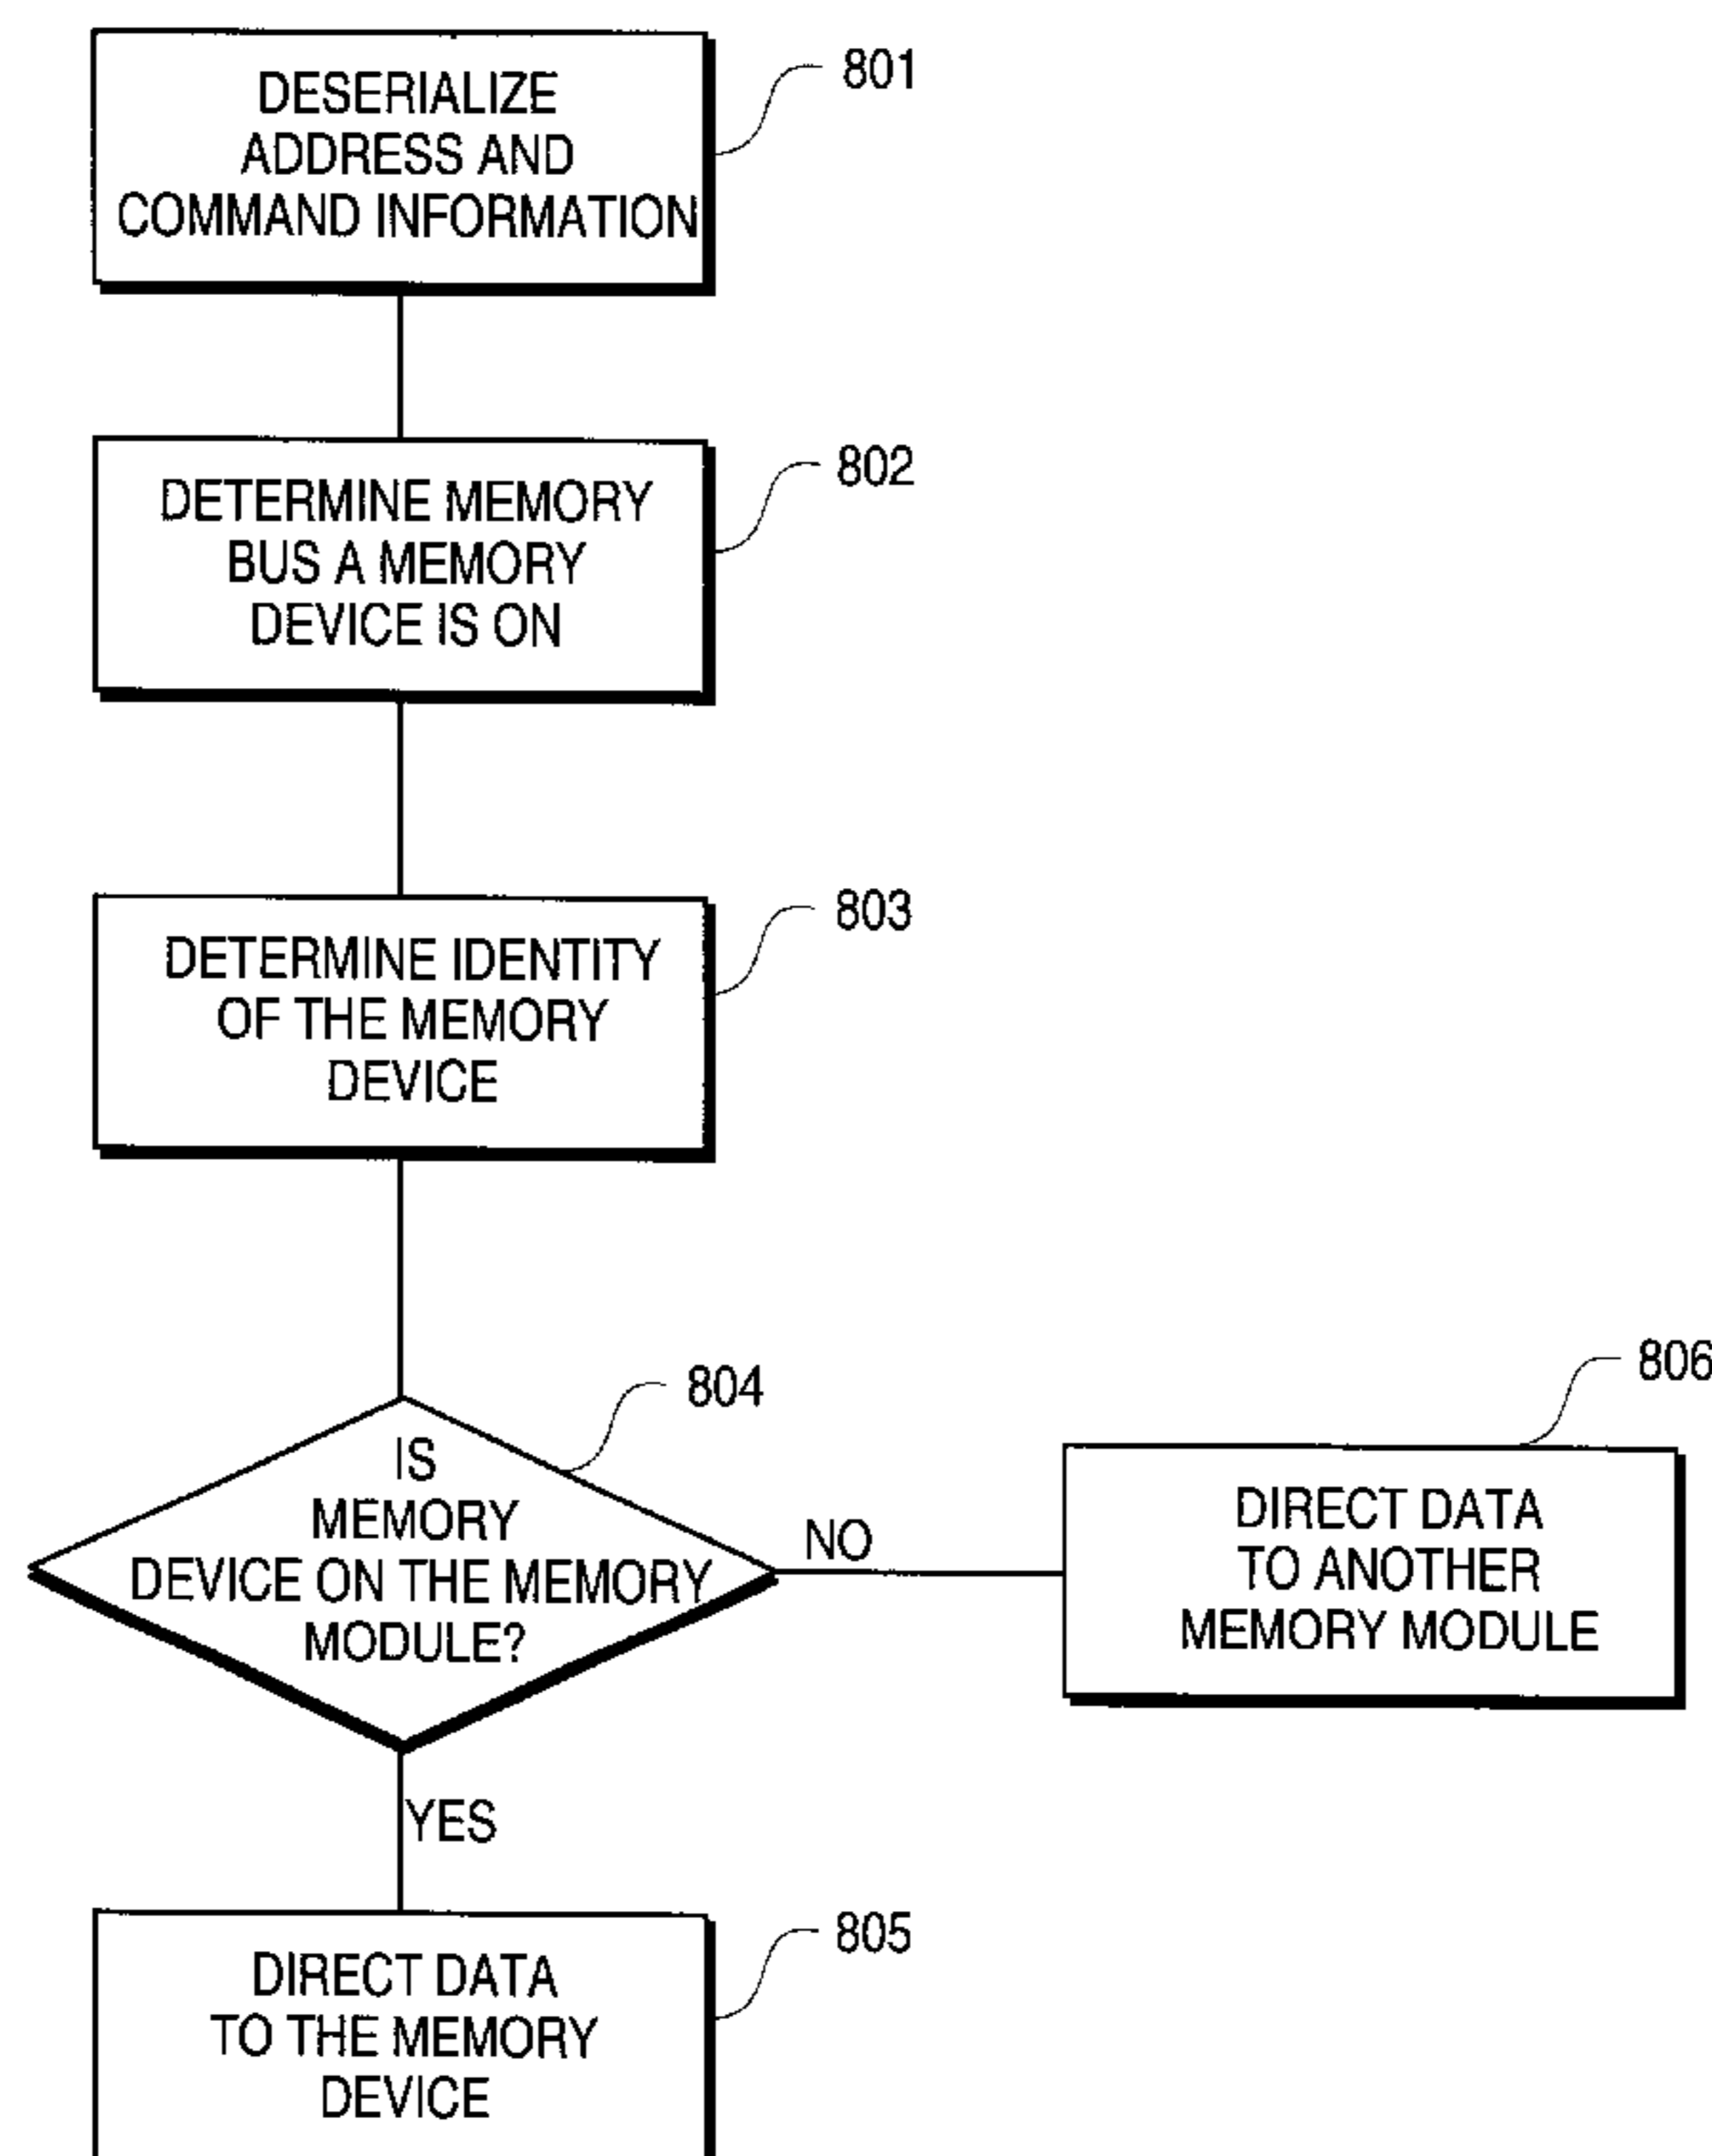 DESERIALIZE
ADDRESS AND
COMMAND INFORMATION
801
DETERMINE MEMORY
BUS A MEMORY
DEVICE IS ON
802
DETERMINE IDENTITY
OF THE MEMORY
DEVICE
803
804
IS
MEMORY
DEVICE ON THE MEMORY
MODULE?
NO
806
DIRECT DATA
TO ANOTHER
MEMORY MODULE
YES
DIRECT DATA
TO THE MEMORY
DEVICE
805